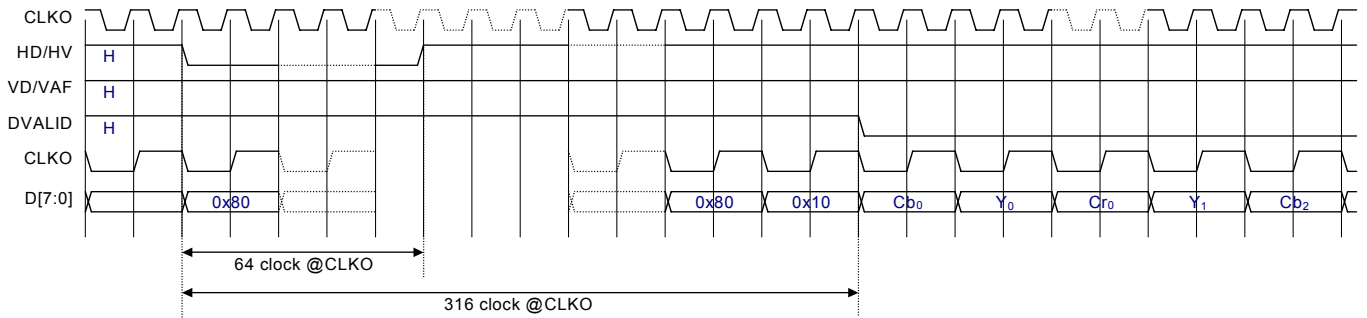 CLKO
HD/HV H
VD/VAF H
DVALID H
CLKO
D[7:0] 0x80 0x80 0x10 Cb₀ Y₀ Cr₀ Y₁ Cb₂
64 clock @CLKO
316 clock @CLKO